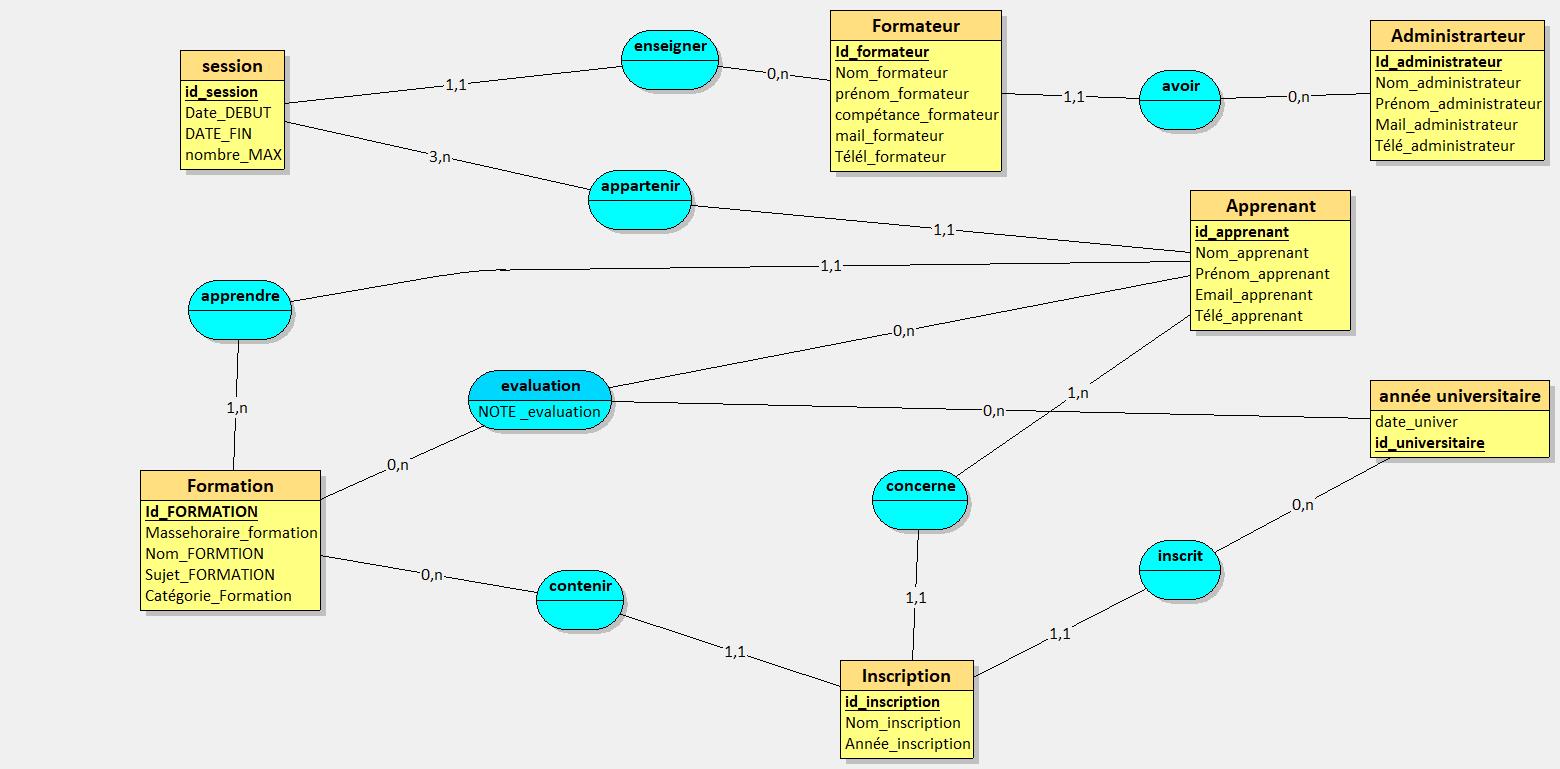 session
id_session
Date_DEBUT
DATE_FIN
nombre_MAX
1,1
enseigner
0,n
Formateur
Id_formateur
Nom_formateur
prénom_formateur
compétance_formateur
mail_formateur
Télél_formateur
1,1
avoir
0,n
Administrarteur
Id_administrateur
Nom_administrateur
Prénom_administrateur
Mail_administrateur
Télé_administrateur
3,n
appartenir
1,1
Apprenant
id_apprenant
Nom_apprenant
Prénom_apprenant
Email_apprenant
Télé_apprenant
apprendre
1,1
1,n
evaluation
NOTE _evaluation
0,n
0,n
0,n
1,n
année universitaire
date_univer
id_universitaire
Formation
Id_FORMATION
Massehoraire_formation
Nom_FORMTION
Sujet_FORMATION
Catégorie_Formation
0,n
contenir
1,1
concerne
1,1
inscrit
0,n
1,1
Inscription
id_inscription
Nom_inscription
Année_inscription